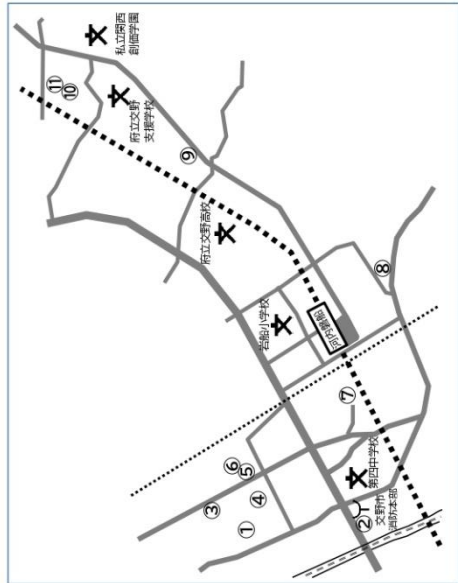 ⑪
⑩
私立関西
創価学園
府立交野
支援学校
⑨
府立交野高校
岩船小学校
河内磐船
⑧
⑦
⑥
⑤
③
④
①
第四中学校
②
交野市
消防本部